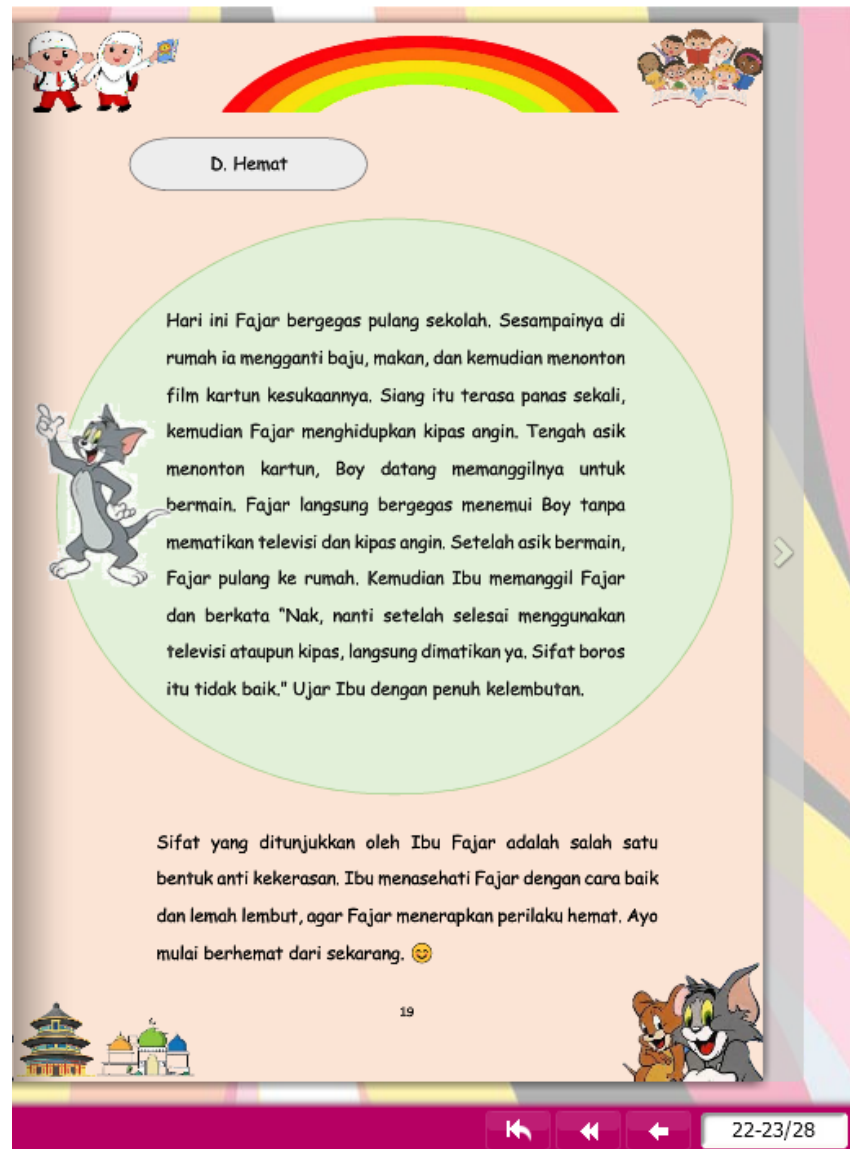 D. Hemat
Hari ini Fajar bergegas pulang sekolah. Sesampainya di
rumah ia mengganti baju, makan, dan kemudian menonton
film kartun kesukaannya. Siang itu terasa panas sekali,
kemudian Fajar menghidupkan kipas angin. Tengah asik
menonton kartun, Boy datang memanggilnya untuk
bermain. Fajar langsung bergegas menemui Boy tanpa
mematikan televisi dan kipas angin. Setelah asik bermain,
Fajar pulang ke rumah. Kemudian Ibu memanggil Fajar
dan berkata "Nak, nanti setelah selesai menggunakan
televisi ataupun kipas, langsung dimatikan ya. Sifat boros
itu tidak baik." Ujar Ibu dengan penuh kelembutan.
Sifat yang ditunjukkan oleh Ibu Fajar adalah salah satu
bentuk anti kekerasan. Ibu menasehati Fajar dengan cara baik
dan lemah lembut, agar Fajar menerapkan perilaku hemat. Ayo
mulai berhemat dari sekarang. 😊
19
22-23/28